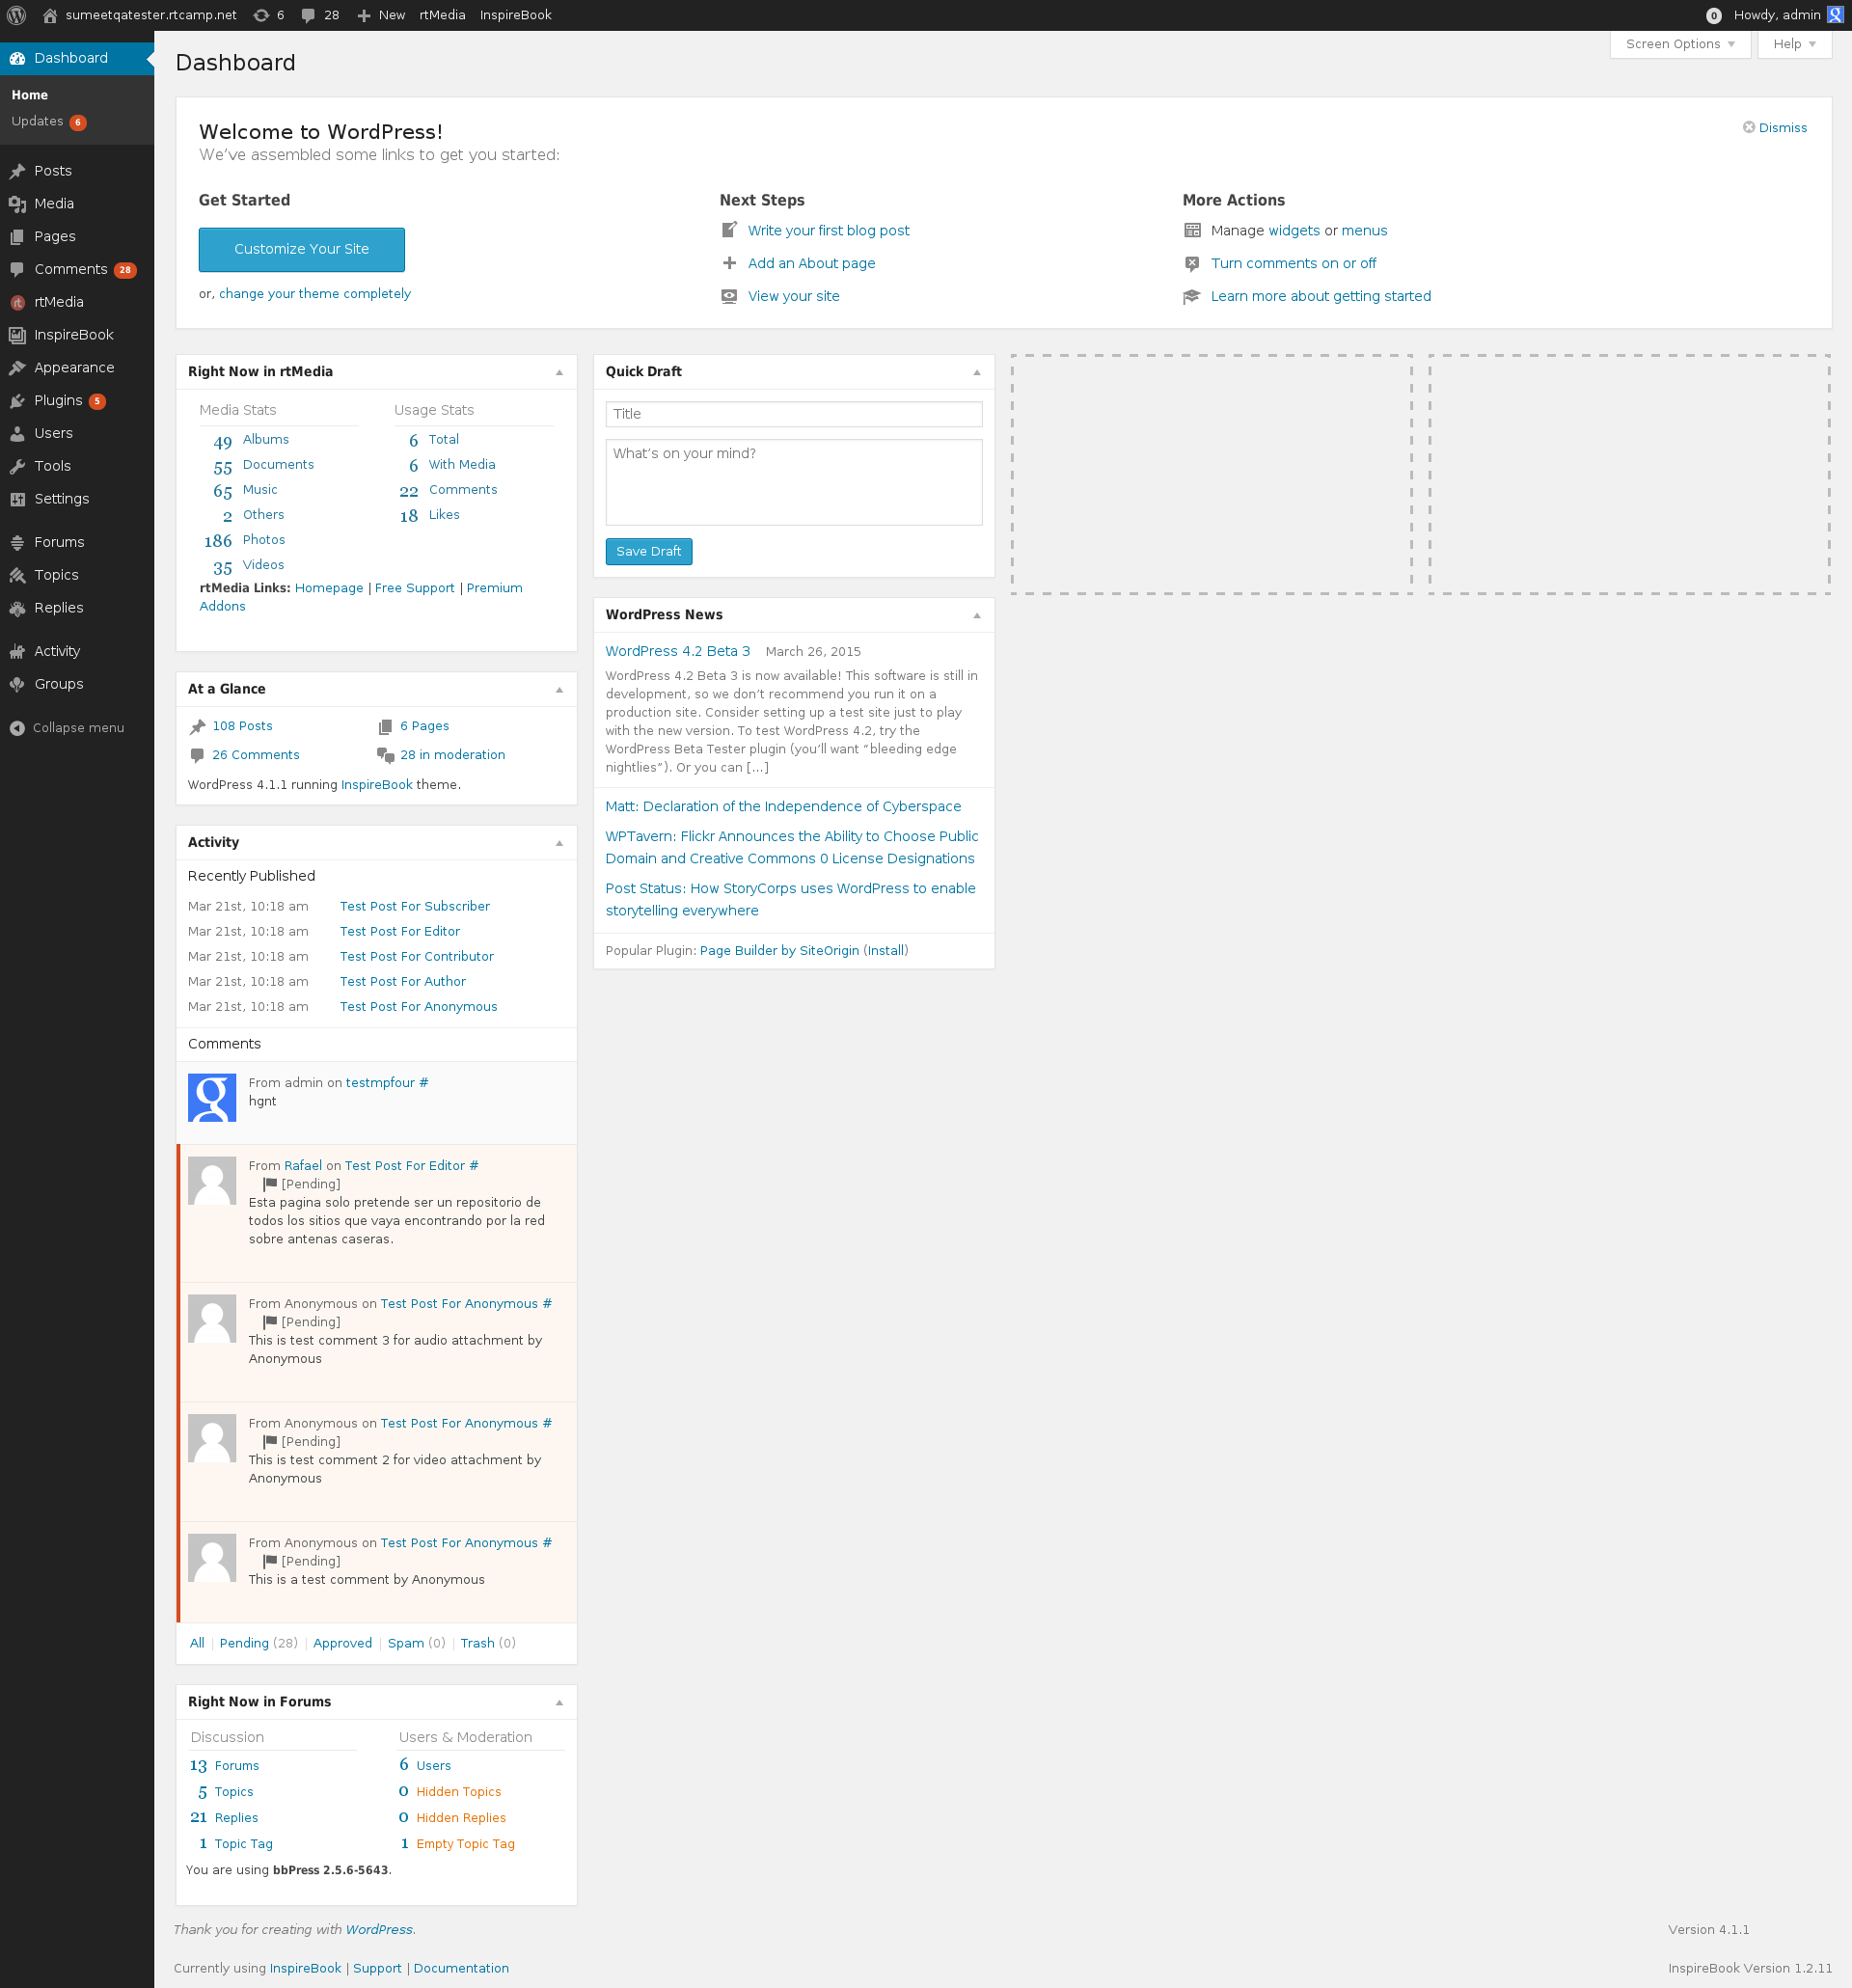 sumeetqatester.rtcamp.net 6 28 New rtMedia InspireBook 0 Howdy, admin
Screen Options Help
Dashboard
Home
Updates 6
Posts
Media
Pages
Comments 28
rtMedia
InspireBook
Appearance
Plugins 5
Users
Tools
Settings
Forums
Topics
Replies
Activity
Groups
Collapse menu
Dashboard
Welcome to WordPress!
Dismiss
We've assembled some links to get you started:
Get Started
Customize Your Site
or, change your theme completely
Next Steps
Write your first blog post
Add an About page
View your site
More Actions
Manage widgets or menus
Turn comments on or off
Learn more about getting started
Right Now in rtMedia
Media Stats
49 Albums
55 Documents
65 Music
2 Others
186 Photos
35 Videos
Usage Stats
6 Total
6 With Media
22 Comments
18 Likes
rtMedia Links: Homepage | Free Support | Premium
Addons
At a Glance
108 Posts 6 Pages
26 Comments 28 in moderation
WordPress 4.1.1 running InspireBook theme.
Activity
Recently Published
Mar 21st, 10:18 am Test Post For Subscriber
Mar 21st, 10:18 am Test Post For Editor
Mar 21st, 10:18 am Test Post For Contributor
Mar 21st, 10:18 am Test Post For Author
Mar 21st, 10:18 am Test Post For Anonymous
Comments
From admin on testmpfour #
hgnt
From Rafael on Test Post For Editor #
[Pending]
Esta pagina solo pretende ser un repositorio de
todos los sitios que vaya encontrando por la red
sobre antenas caseras.
From Anonymous on Test Post For Anonymous #
[Pending]
This is test comment 3 for audio attachment by
Anonymous
From Anonymous on Test Post For Anonymous #
[Pending]
This is test comment 2 for video attachment by
Anonymous
From Anonymous on Test Post For Anonymous #
[Pending]
This is a test comment by Anonymous
All | Pending (28) | Approved | Spam (0) | Trash (0)
Right Now in Forums
Discussion
13 Forums
5 Topics
21 Replies
1 Topic Tag
Users & Moderation
6 Users
0 Hidden Topics
0 Hidden Replies
1 Empty Topic Tag
You are using bbPress 2.5.6-5643.
Quick Draft
Title
What's on your mind?
Save Draft
WordPress News
WordPress 4.2 Beta 3 March 26, 2015
WordPress 4.2 Beta 3 is now available! This software is still in
development, so we don't recommend you run it on a
production site. Consider setting up a test site just to play
with the new version. To test WordPress 4.2, try the
WordPress Beta Tester plugin (you'll want "bleeding edge
nightlies"). Or you can […]
Matt: Declaration of the Independence of Cyberspace
WPTavern: Flickr Announces the Ability to Choose Public
Domain and Creative Commons 0 License Designations
Post Status: How StoryCorps uses WordPress to enable
storytelling everywhere
Popular Plugin: Page Builder by SiteOrigin (Install)
Thank you for creating with WordPress. Version 4.1.1
Currently using InspireBook | Support | Documentation InspireBook Version 1.2.11